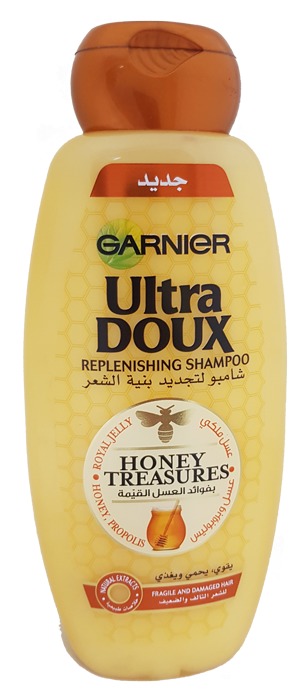 جديد
GARNIER
Ultra
DOUX
REPLENISHING SHAMPOO
شامبو لتجديد بنية الشعر
ROYAL JELLY • HONEY, PROPOLIS
عسل ملكي • عسل وبروبوليس
HONEY
TREASURES
بفوائد العسل القيّمة
يقوي، يحمي ويغذي
NATURAL EXTRACTS
FRAGILE AND DAMAGED HAIR
للشعر التالف والضعيف